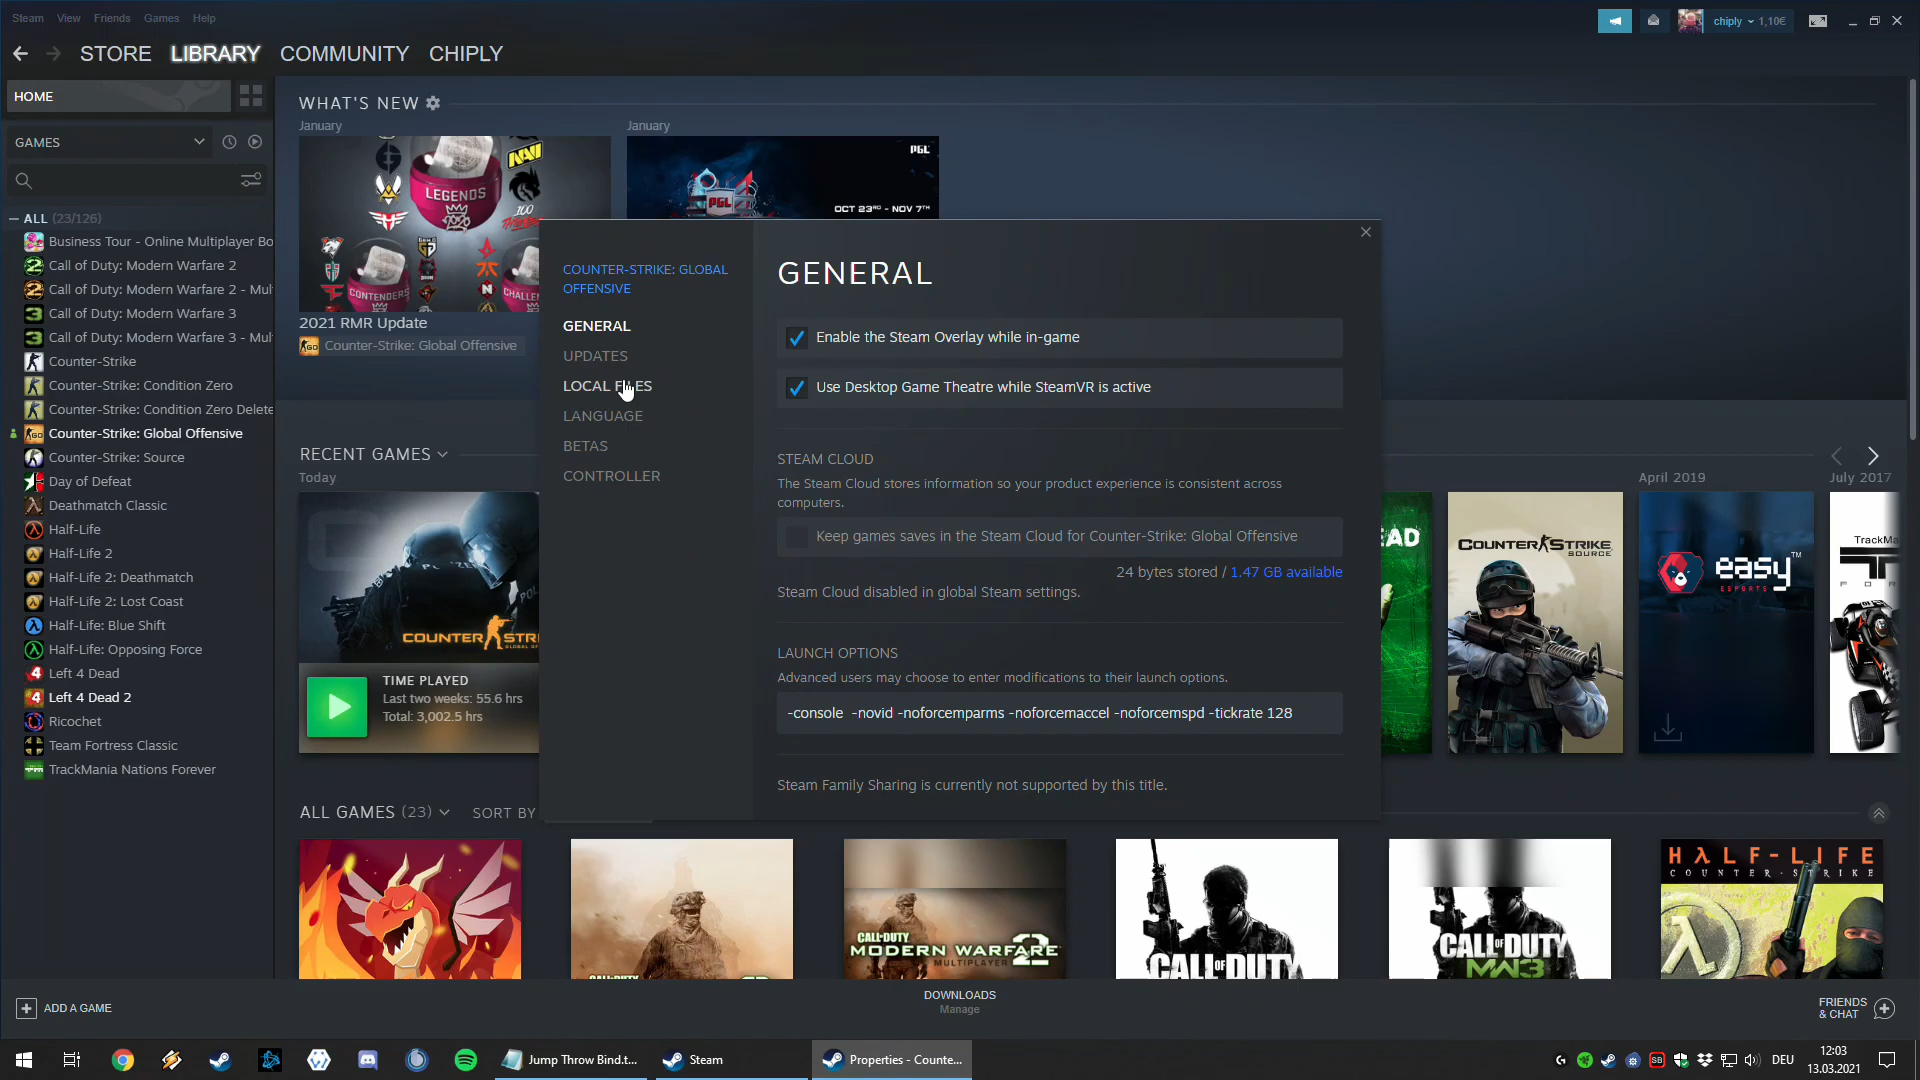 Steam View Friends Games Help
chiply 1,10€
STORE LIBRARY COMMUNITY CHIPLY
HOME
GAMES
ALL (23/126)
Business Tour - Online Multiplayer Bo
Call of Duty: Modern Warfare 2
Call of Duty: Modern Warfare 2 - Mul
Call of Duty: Modern Warfare 3
Call of Duty: Modern Warfare 3 - Mul
Counter-Strike
Counter-Strike: Condition Zero
Counter-Strike: Condition Zero Delete
Counter-Strike: Global Offensive
Counter-Strike: Source
Day of Defeat
Deathmatch Classic
Half-Life
Half-Life 2
Half-Life 2: Deathmatch
Half-Life 2: Lost Coast
Half-Life: Blue Shift
Half-Life: Opposing Force
Left 4 Dead
Left 4 Dead 2
Ricochet
Team Fortress Classic
TrackMania Nations Forever
WHAT'S NEW
January
January
NAVI
LEGENDS
100
CONTENDERS
CHALLE
PGL
PGL
OCT 23RD - NOV 7TH
2021 RMR Update
Counter-Strike: Global Offensive
RECENT GAMES
Today
COUNTER STRI
TIME PLAYED
Last two weeks: 55.6 hrs
Total: 3,002.5 hrs
COUNTER-STRIKE: GLOBAL
OFFENSIVE
GENERAL
UPDATES
LOCAL FILES
LANGUAGE
BETAS
CONTROLLER
GENERAL
Enable the Steam Overlay while in-game
Use Desktop Game Theatre while SteamVR is active
STEAM CLOUD
The Steam Cloud stores information so your product experience is consistent across
computers.
Keep games saves in the Steam Cloud for Counter-Strike: Global Offensive
24 bytes stored / 1.47 GB available
Steam Cloud disabled in global Steam settings.
LAUNCH OPTIONS
Advanced users may choose to enter modifications to their launch options.
-console  -novid -noforcemparms -noforcemaccel -noforcemspd -tickrate 128
Steam Family Sharing is currently not supported by this title.
April 2019
July 2017
EAD
COUNTER STRIKE
SOURCE
easy™
ESPORTS
TrackMa
ALL GAMES (23)
SORT BY
CALL OF DUTY
MODERN WARFARE 2
MULTIPLAYER
CALL OF DUTY
CALL OF DUTY
MW3
HALF-LIFE
COUNTER STRIKE
ADD A GAME
DOWNLOADS
Manage
FRIENDS
& CHAT
Jump Throw Bind.t...
Steam
Properties - Counte...
DEU
12:03
13.03.2021